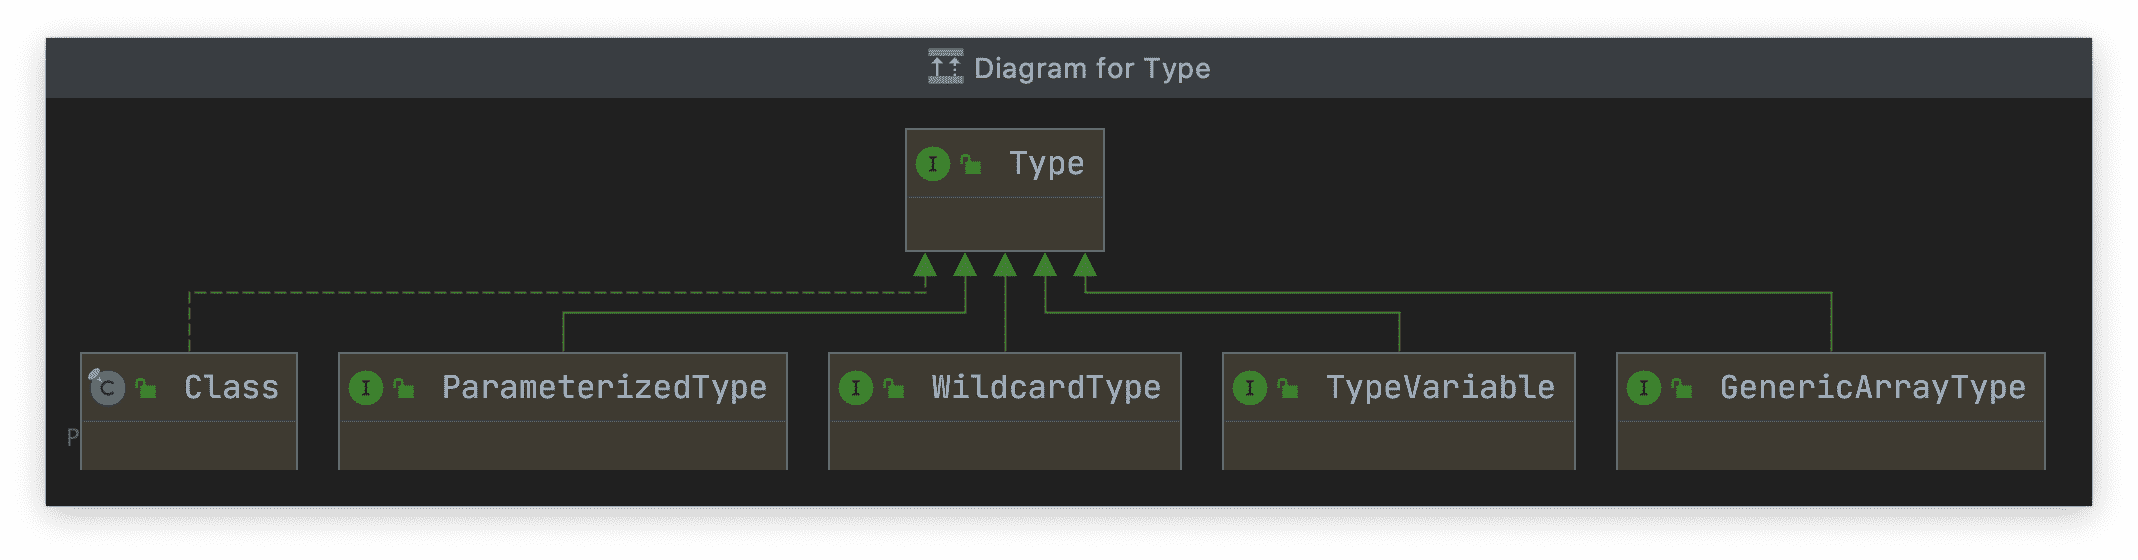 Diagram for Type
I Type
C Class
I ParameterizedType
I WildcardType
I TypeVariable
I GenericArrayType
P